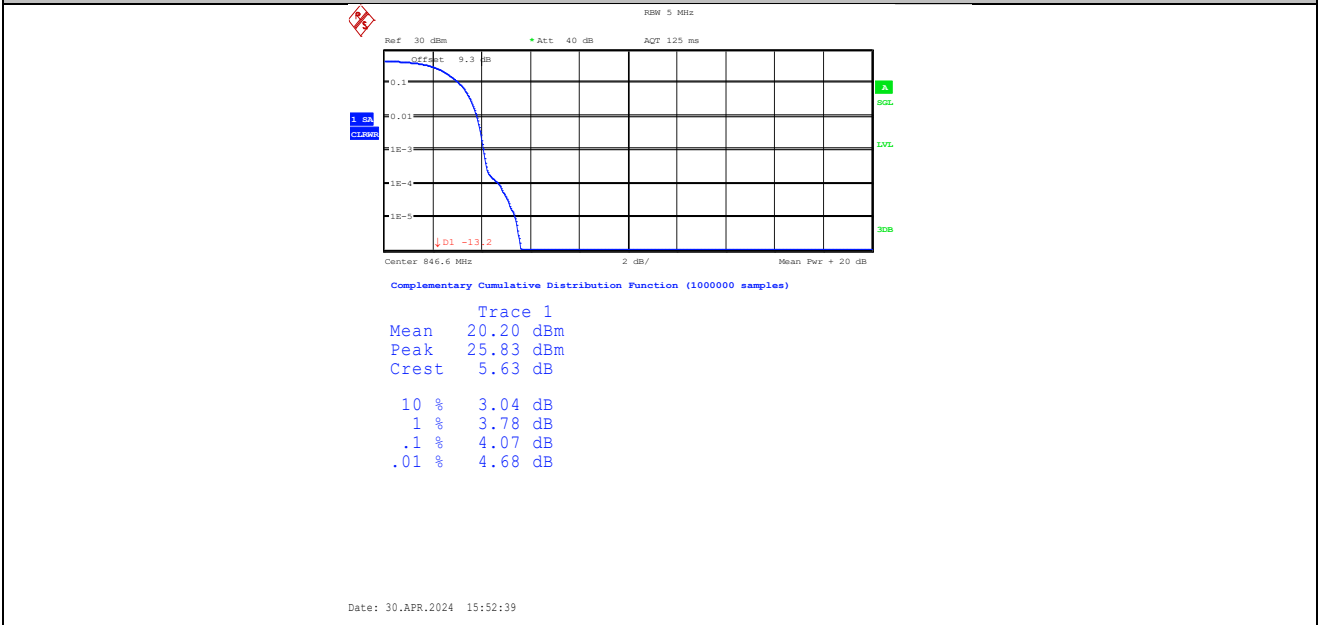 RBW 5 MHz
Ref 30 dBm * Att 40 dB AQT 125 ms
Offset 9.3 dB
0.1
A
SGL
0.01
1 SA
CLRWR
1E-3
LVL
1E-4
1E-5
3DB
D1 -13.2
Center 846.6 MHz 2 dB/ Mean Pwr + 20 dB
Complementary Cumulative Distribution Function (1000000 samples)
Trace 1
Mean 20.20 dBm
Peak 25.83 dBm
Crest 5.63 dB
10 % 3.04 dB
1 % 3.78 dB
.1 % 4.07 dB
.01 % 4.68 dB
Date: 30.APR.2024 15:52:39